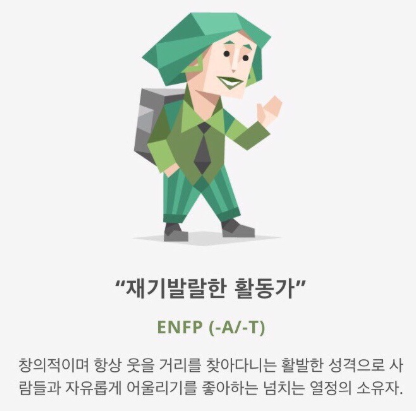 “재기발랄한 활동가”
ENFP (-A/-T)
창의적이며 항상 웃을 거리를 찾아다니는 활발한 성격으로 사
람들과 자유롭게 어울리기를 좋아하는 넘치는 열정의 소유자.